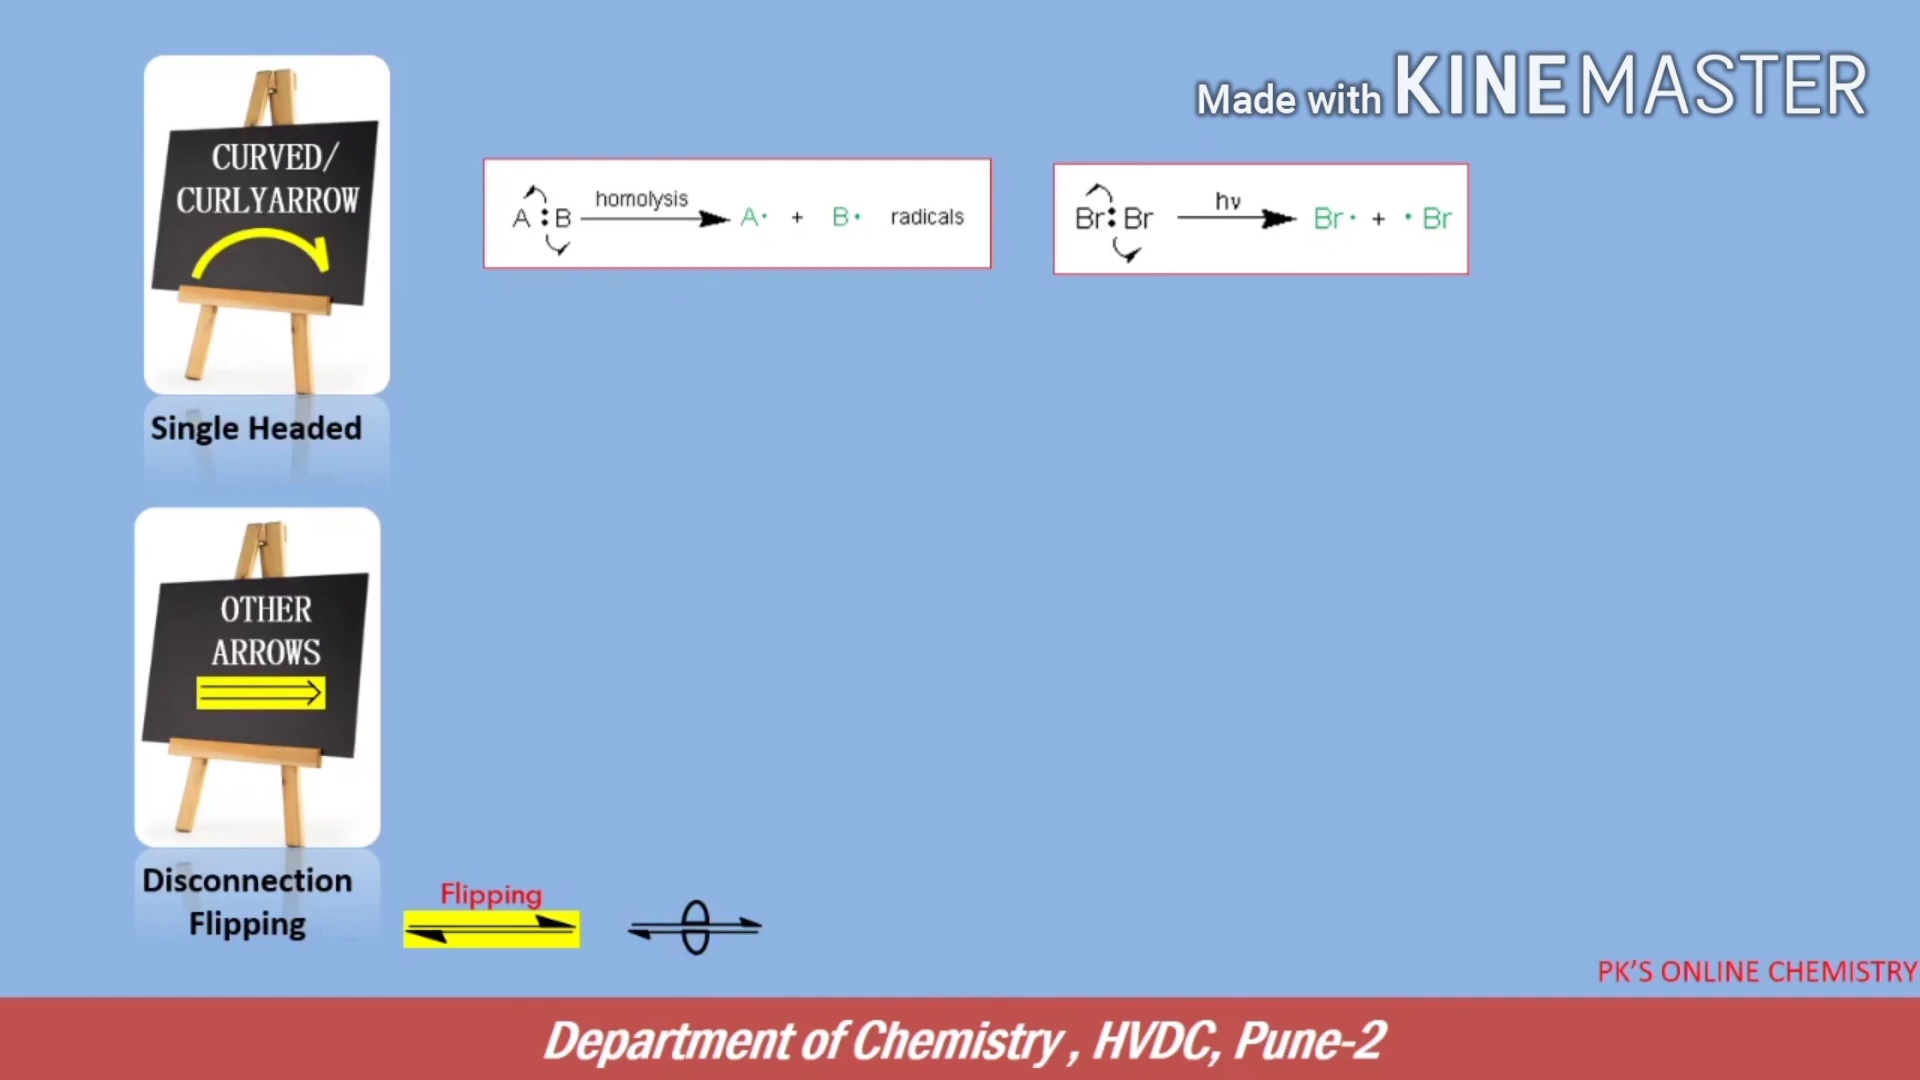 Made with KINEMASTER
CURVED/
CURLYARROW
A : B homolysis A· + B· radicals
Br : Br hν Br· + ·Br
Single Headed
OTHER
ARROWS
Disconnection
Flipping
Flipping
PK'S ONLINE CHEMISTRY
Department of Chemistry , HVDC, Pune-2